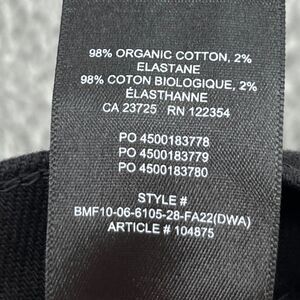 98% ORGANIC COTTON, 2%
ELASTANE
98% COTON BIOLOGIQUE, 2%
ÉLASTHANNE
CA 23725 RN 122354
PO 4500183778
PO 4500183779
PO 4500183780
STYLE #
BMF10-06-6105-28-FA22(DWA)
ARTICLE # 104875